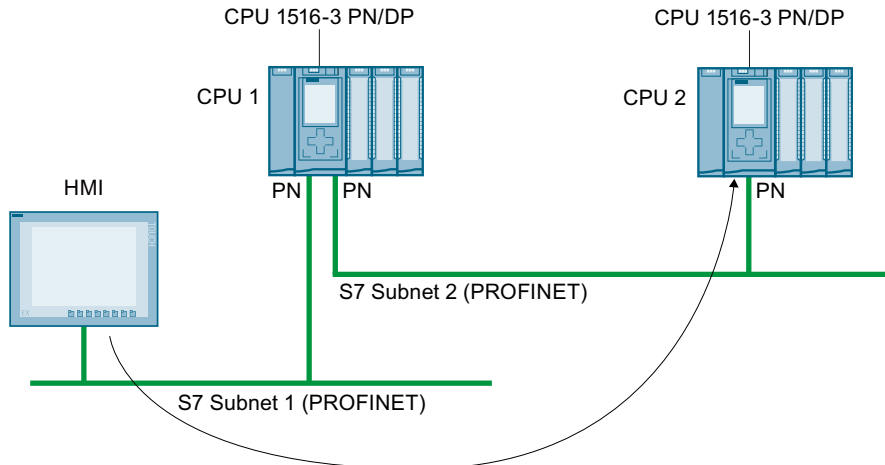 CPU 1516-3 PN/DP
CPU 1516-3 PN/DP
CPU 1
CPU 2
PN
PN
PN
HMI
S7 Subnet 2 (PROFINET)
EX
S7 Subnet 1 (PROFINET)